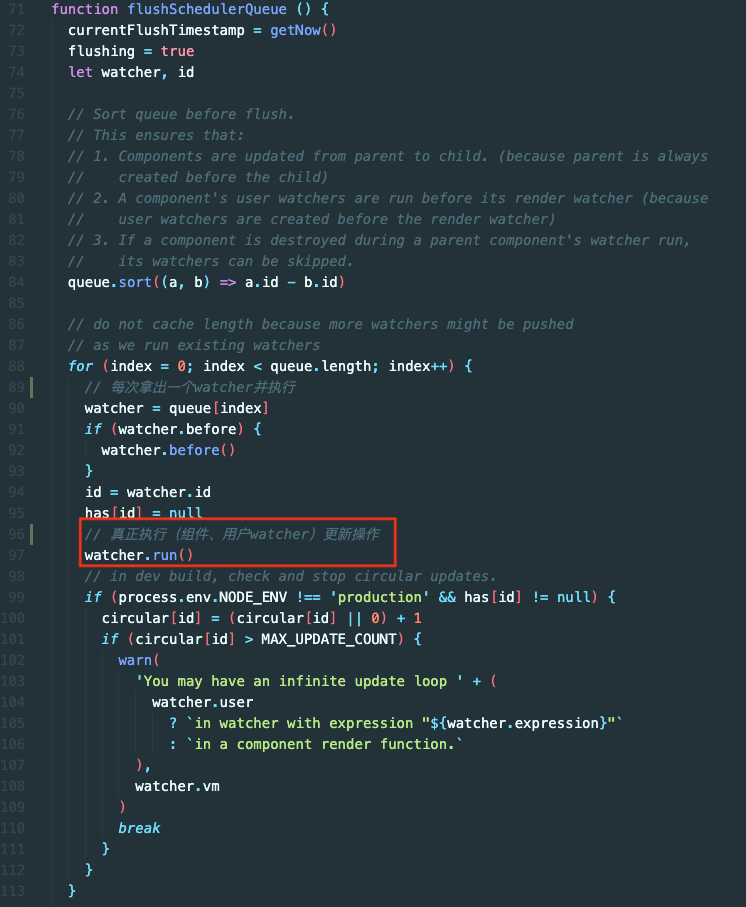 71 function flushSchedulerQueue () {
72 currentFlushTimestamp = getNow()
73 flushing = true
74 let watcher, id
75
76 // Sort queue before flush.
77 // This ensures that:
78 // 1. Components are updated from parent to child. (because parent is always
79 //    created before the child)
80 // 2. A component's user watchers are run before its render watcher (because
81 //    user watchers are created before the render watcher)
82 // 3. If a component is destroyed during a parent component's watcher run,
83 //    its watchers can be skipped.
84 queue.sort((a, b) => a.id - b.id)
85
86 // do not cache length because more watchers might be pushed
87 // as we run existing watchers
88 for (index = 0; index < queue.length; index++) {
89 // 每次拿出一个watcher并执行
90 watcher = queue[index]
91 if (watcher.before) {
92 watcher.before()
93 }
94 id = watcher.id
95 has[id] = null
96 // 真正执行（组件、用户watcher）更新操作
97 watcher.run()
98 // in dev build, check and stop circular updates.
99 if (process.env.NODE_ENV !== 'production' && has[id] != null) {
100 circular[id] = (circular[id] || 0) + 1
101 if (circular[id] > MAX_UPDATE_COUNT) {
102 warn(
103 'You may have an infinite update loop ' + (
104 watcher.user
105 ? `in watcher with expression "${watcher.expression}"`
106 : `in a component render function.`
107 ),
108 watcher.vm
109 )
110 break
111 }
112 }
113 }